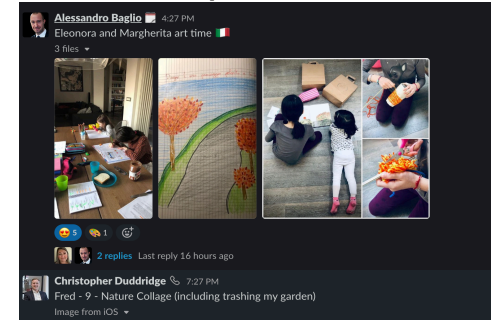 Alessandro Baglio 4:27 PM
Eleonora and Margherita art time
3 files
5 1
2 replies Last reply 16 hours ago
Christopher Duddridge 7:27 PM
Fred - 9 - Nature Collage (including trashing my garden)
Image from iOS